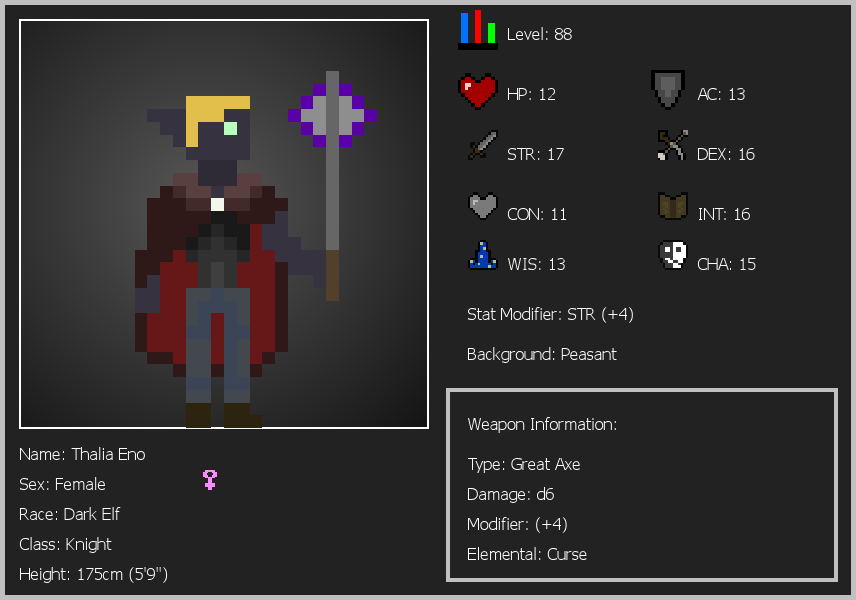 Level: 88
HP: 12
AC: 13
STR: 17
DEX: 16
CON: 11
INT: 16
WIS: 13
CHA: 15
Stat Modifier: STR (+4)
Background: Peasant
Weapon Information:
Type: Great Axe
Damage: d6
Modifier: (+4)
Elemental: Curse
Name: Thalia Eno
Sex: Female
Race: Dark Elf
Class: Knight
Height: 175cm (5'9")